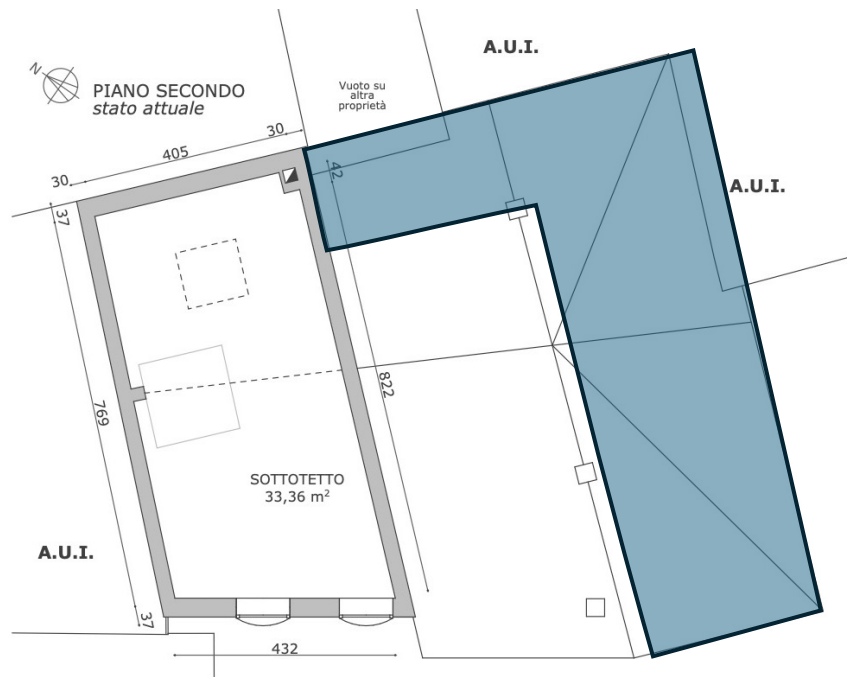 A.U.I.
N
PIANO SECONDO
stato attuale
Vuoto su
altra
proprietà
30
405
30
42
A.U.I.
37
822
769
SOTTOTETTO
33,36 m²
A.U.I.
37
432